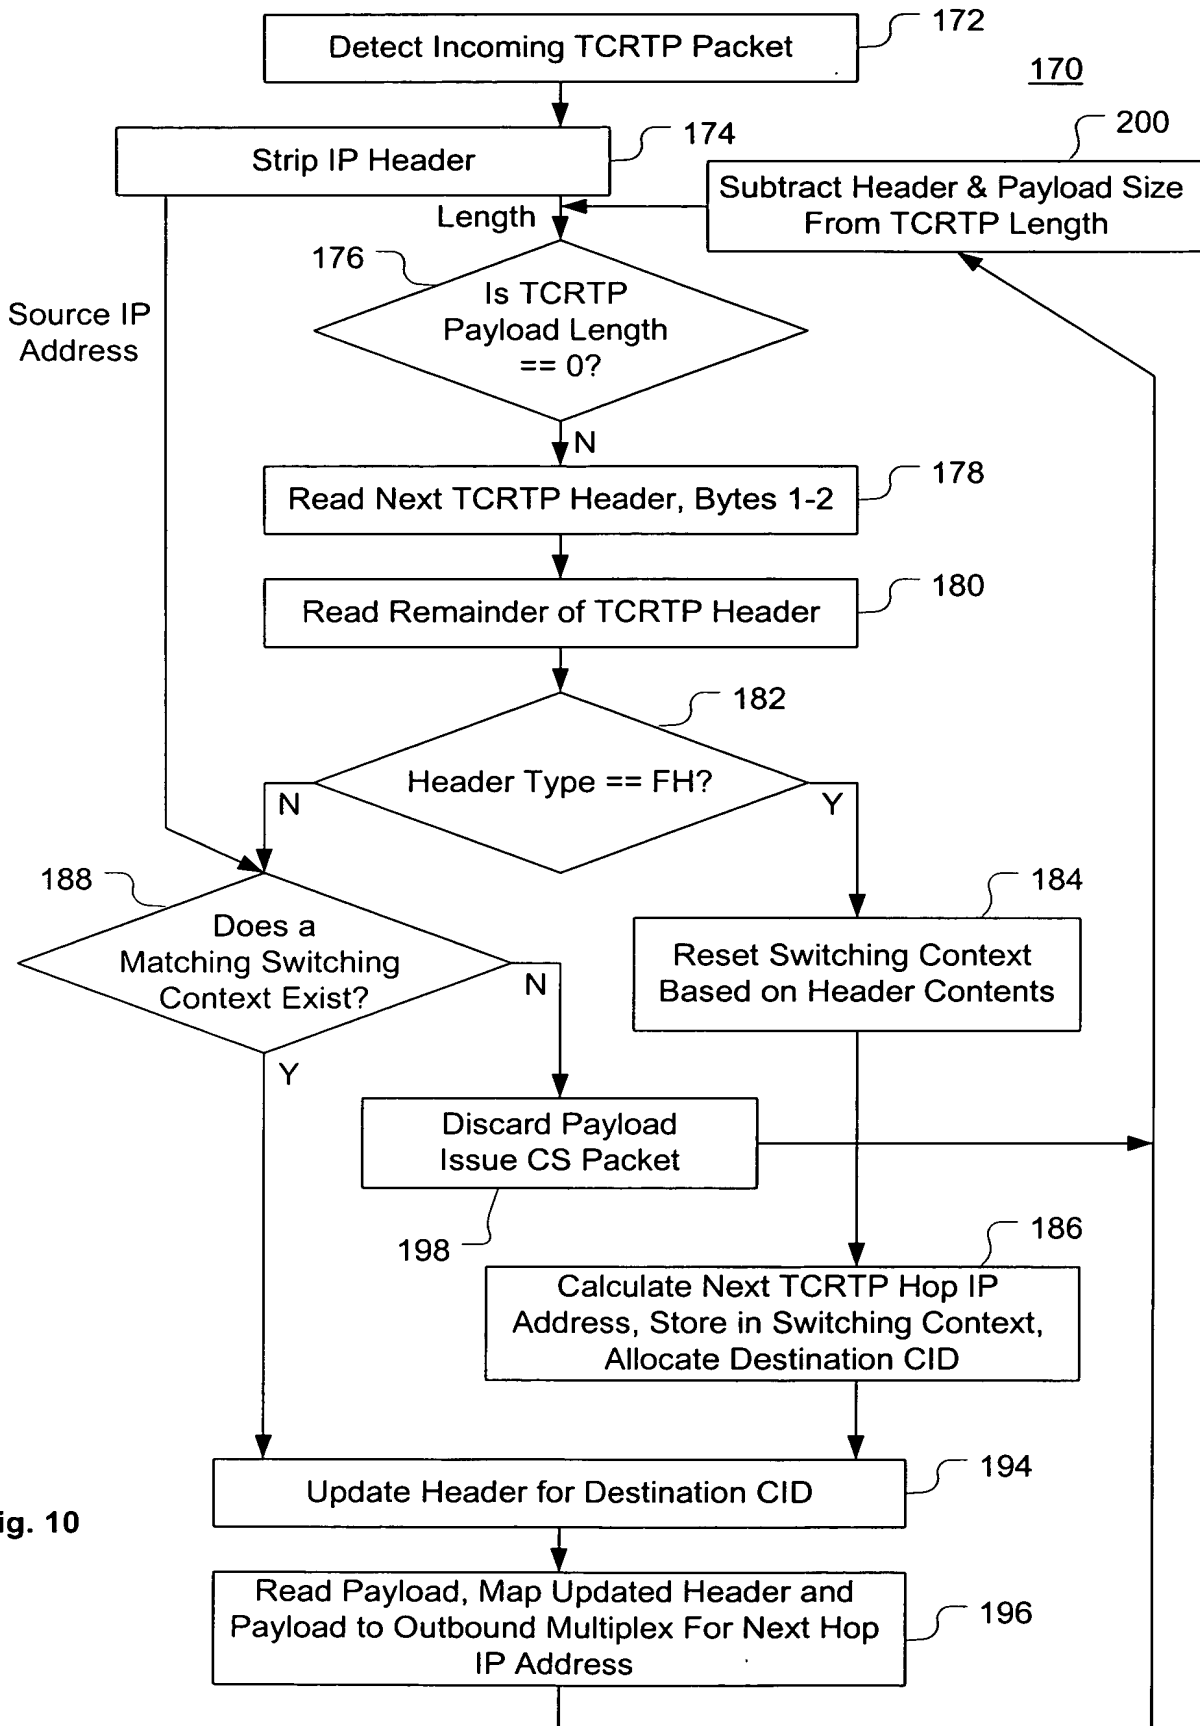 Detect Incoming TCRTP Packet
172
170
Strip IP Header
174
200
Subtract Header & Payload Size
From TCRTP Length
Length
176
Is TCRTP
Payload Length
== 0?
Source IP
Address
N
Read Next TCRTP Header, Bytes 1-2
178
Read Remainder of TCRTP Header
180
182
Header Type == FH?
N
Y
188
Does a
Matching Switching
Context Exist?
N
Y
184
Reset Switching Context
Based on Header Contents
Discard Payload
Issue CS Packet
198
186
Calculate Next TCRTP Hop IP
Address, Store in Switching Context,
Allocate Destination CID
Update Header for Destination CID
194
ig. 10
Read Payload, Map Updated Header and
Payload to Outbound Multiplex For Next Hop
IP Address
196